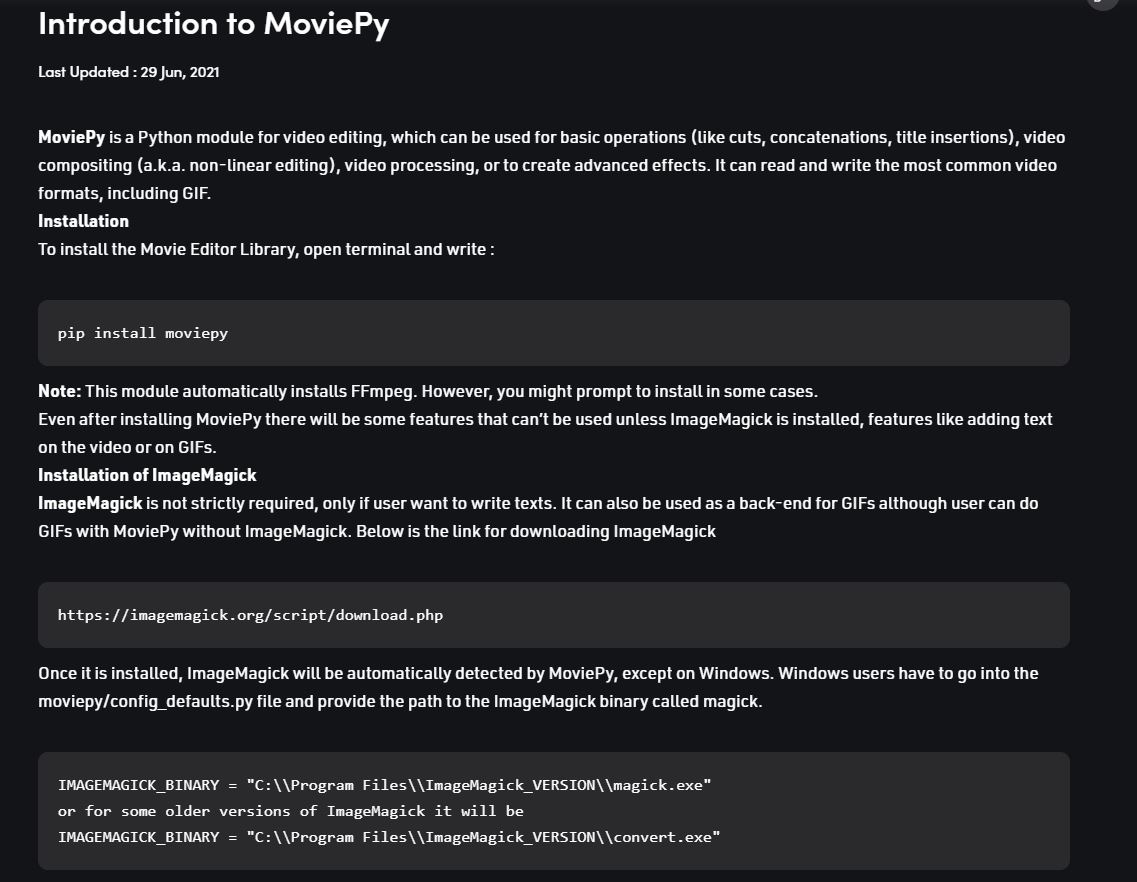 Introduction to MoviePy
Last Updated : 29 Jun, 2021
MoviePy is a Python module for video editing, which can be used for basic operations (like cuts, concatenations, title insertions), video
compositing (a.k.a. non-linear editing), video processing, or to create advanced effects. It can read and write the most common video
formats, including GIF.
Installation
To install the Movie Editor Library, open terminal and write :
pip install moviepy
Note: This module automatically installs FFmpeg. However, you might prompt to install in some cases.
Even after installing MoviePy there will be some features that can’t be used unless ImageMagick is installed, features like adding text
on the video or on GIFs.
Installation of ImageMagick
ImageMagick is not strictly required, only if user want to write texts. It can also be used as a back-end for GIFs although user can do
GIFs with MoviePy without ImageMagick. Below is the link for downloading ImageMagick
https://imagemagick.org/script/download.php
Once it is installed, ImageMagick will be automatically detected by MoviePy, except on Windows. Windows users have to go into the
moviepy/config_defaults.py file and provide the path to the ImageMagick binary called magick.
IMAGEMAGICK_BINARY = "C:\\Program Files\\ImageMagick_VERSION\\magick.exe"
or for some older versions of ImageMagick it will be
IMAGEMAGICK_BINARY = "C:\\Program Files\\ImageMagick_VERSION\\convert.exe"